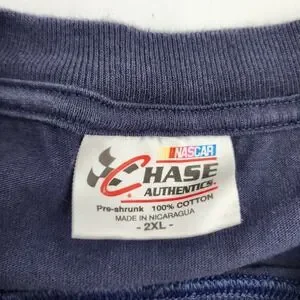 NASCAR
CHASE
AUTHENTICS.
Pre-shrunk 100% COTTON
MADE IN NICARAGUA
- 2XL -